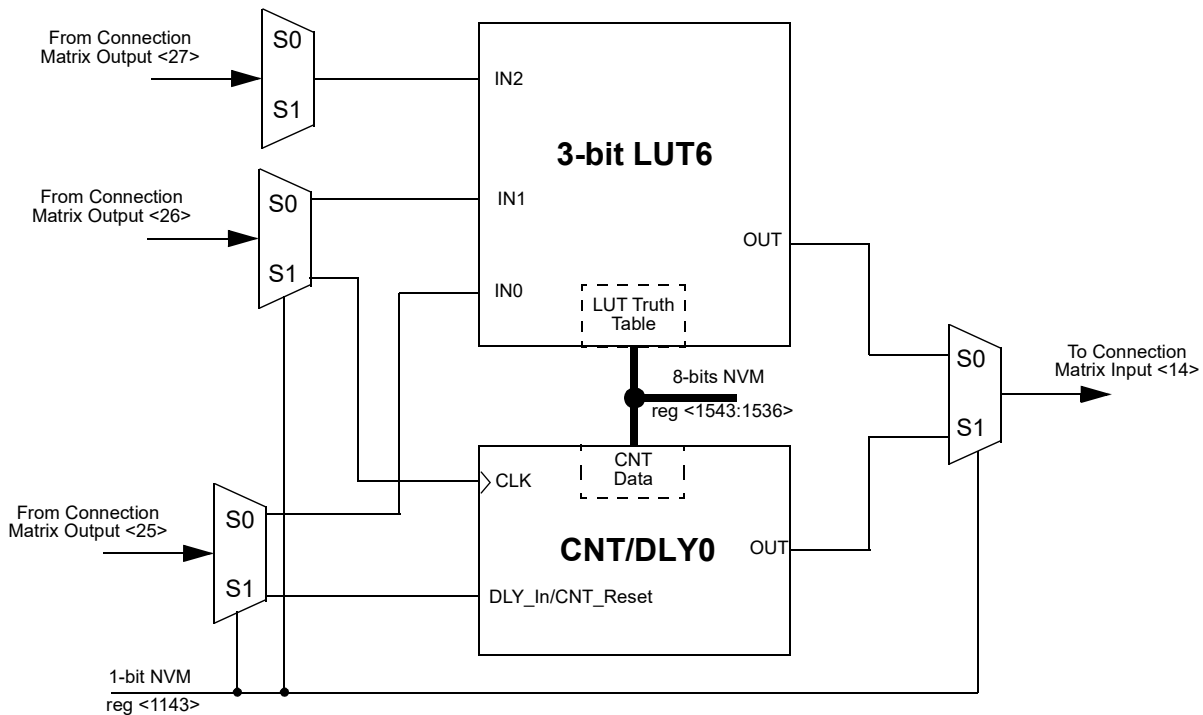 From Connection
Matrix Output <27>
S0
S1
IN2
3-bit LUT6
From Connection
Matrix Output <26>
S0
S1
IN1
OUT
IN0
LUT Truth
Table
To Connection
Matrix Input <14>
S0
S1
8-bits NVM
reg <1543:1536>
CNT
Data
CLK
From Connection
Matrix Output <25>
S0
S1
CNT/DLY0
OUT
DLY_In/CNT_Reset
1-bit NVM
reg <1143>